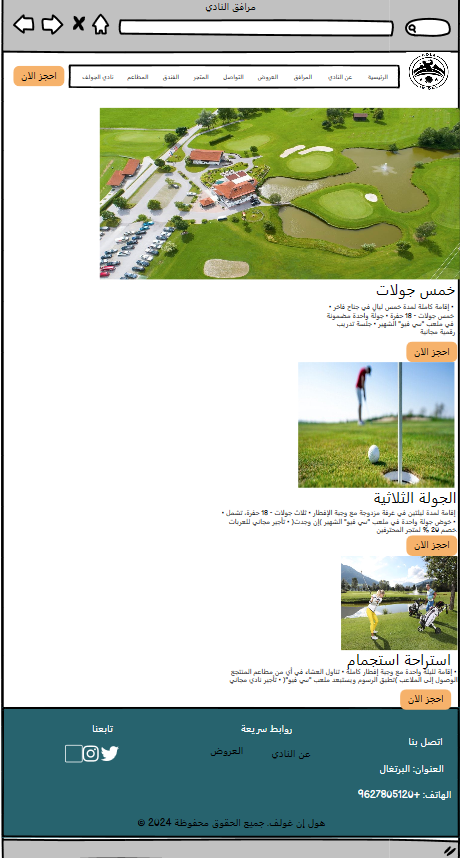 مرافق النادي
الرئيسية
عن النادي
المرافق
العروض
التواصل
المتجر
الفندق
المطاعم
نادي الجولف
احجز الآن
خمس جولات
• إقامة كاملة لمدة خمس ليالٍ في جناح فاخر •
خمس جولات - 18 حفرة • جولة واحدة مضمونة
في ملعب "سي فيو" الشهير • جلسة تدريب
رقمية مجانية
احجز الآن
الجولة الثلاثية
إقامة لمدة ليلتين في غرفة مزدوجة مع وجبة الإفطار • ثلاث جولات - 18 حفرة، تشمل •
خوض جولة واحدة في ملعب "سي فيو" الشهير )إن وجدت( • تأجير مجاني للعربات •
خصم 20 % لمتجر المحترفين
احجز الآن
استراحة استجمام
• إقامة لليلة واحدة مع وجبة إفطار كاملة • تناول العشاء في أي من مطاعم المنتجع
الوصول إلى الملاعب )تطبق الرسوم ويستبعد ملعب "سي فيو"( • تأجير نادي مجاني
احجز الآن
اتصل بنا
العنوان: البرتغال
الهاتف: +9627805120
روابط سريعة
عن النادي
العروض
تابعنا
هول إن غولف. جميع الحقوق محفوظة 2024 ©